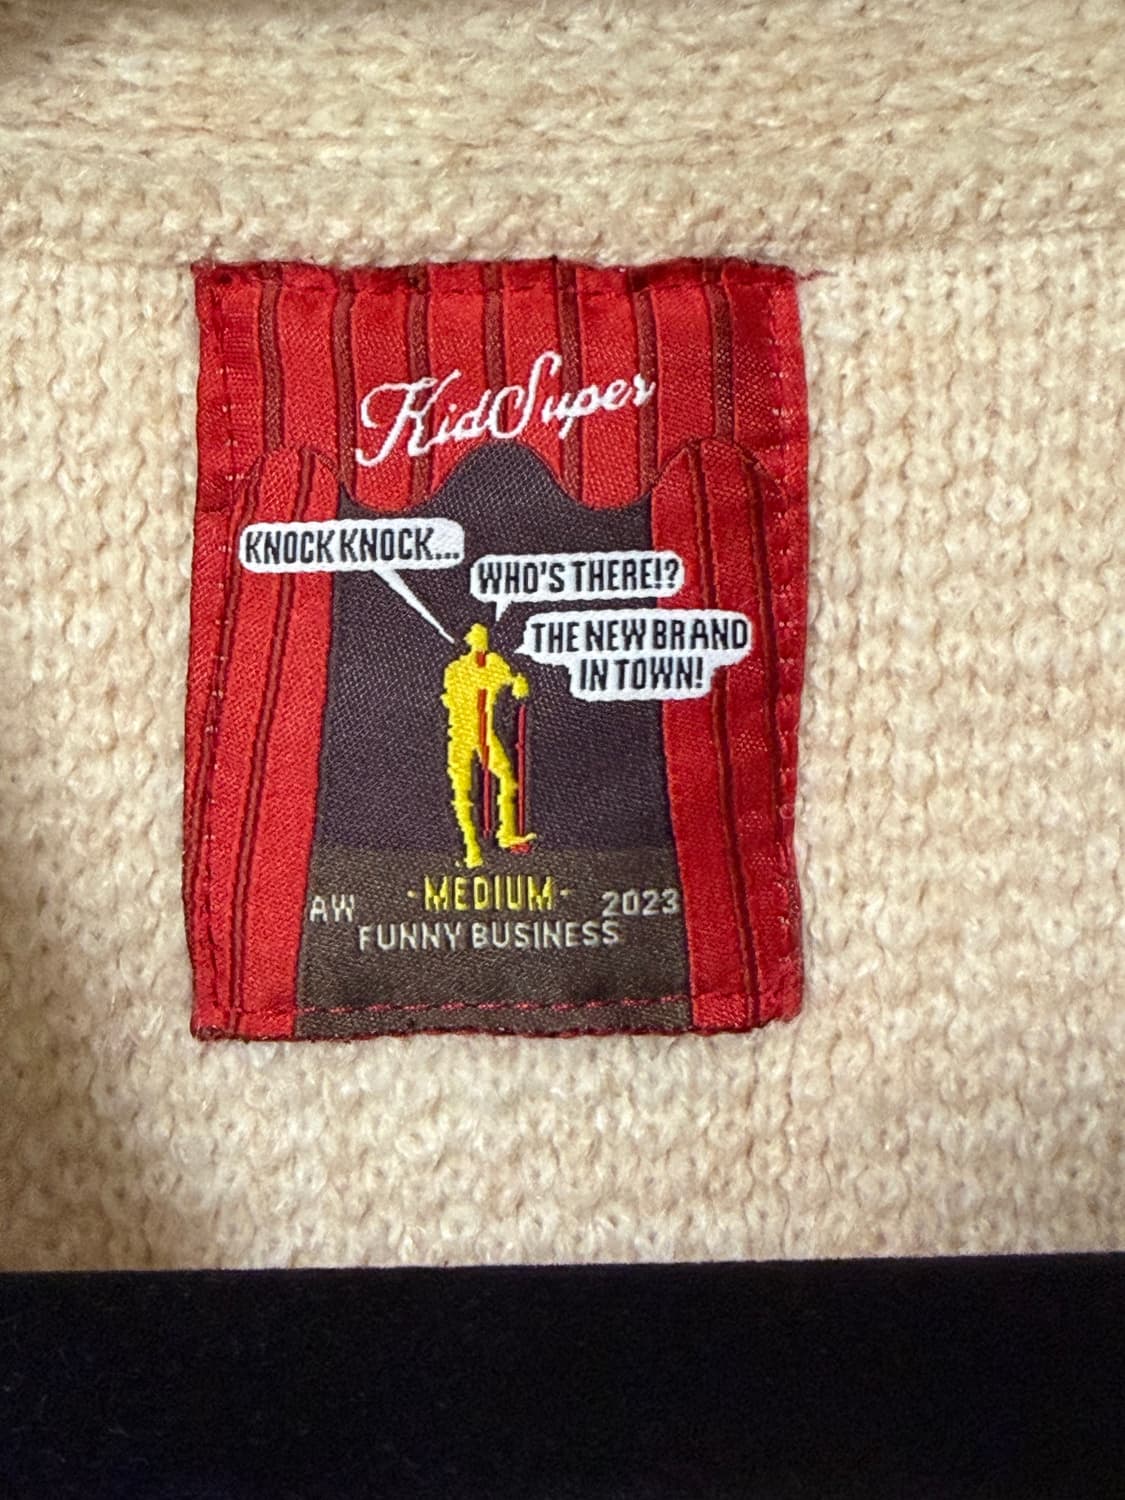 KidSuper
KNOCK KNOCK...
WHO'S THERE!?
THE NEW BRAND
IN TOWN!
-MEDIUM-
AW 2023
FUNNY BUSINESS